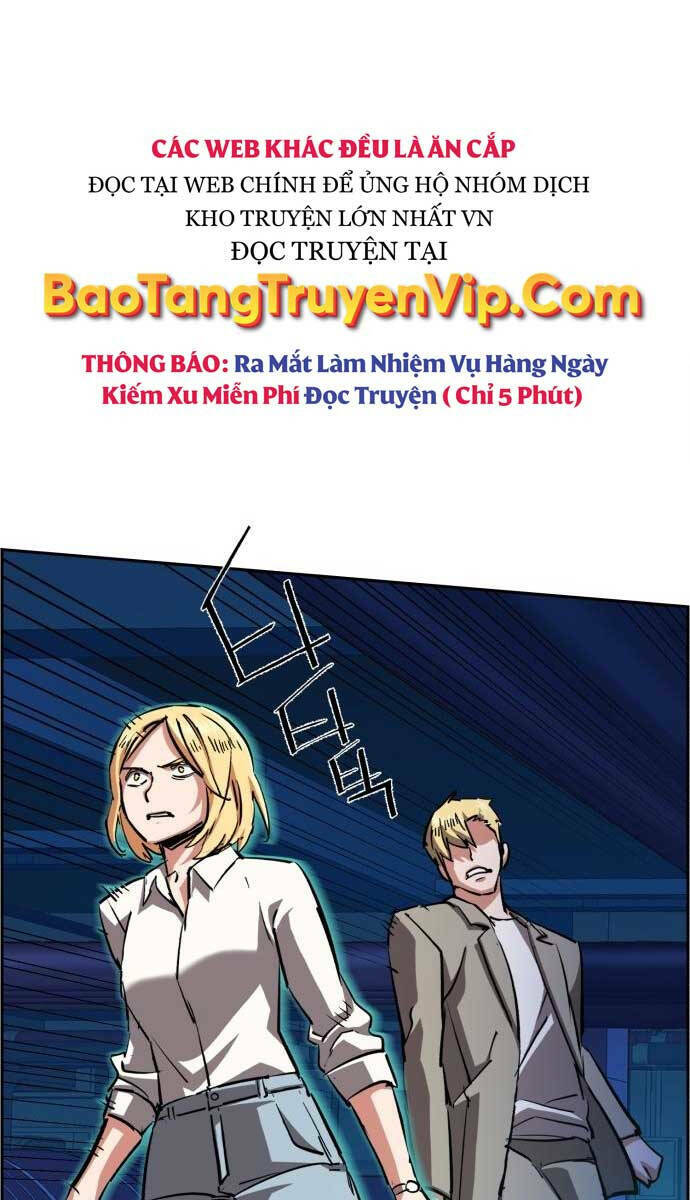 CÁC WEB KHÁC ĐỀU LÀ ĂN CẮP
ĐỌC TẠI WEB CHÍNH ĐỂ ỦNG HỘ NHÓM DỊCH
KHO TRUYỆN LỚN NHẤT VN
ĐỌC TRUYỆN TẠI
BaoTangTruyenVip.Com
THÔNG BÁO: Ra Mắt Làm Nhiệm Vụ Hàng Ngày
Kiếm Xu Miễn Phí Đọc Truyện ( Chỉ 5 Phút)